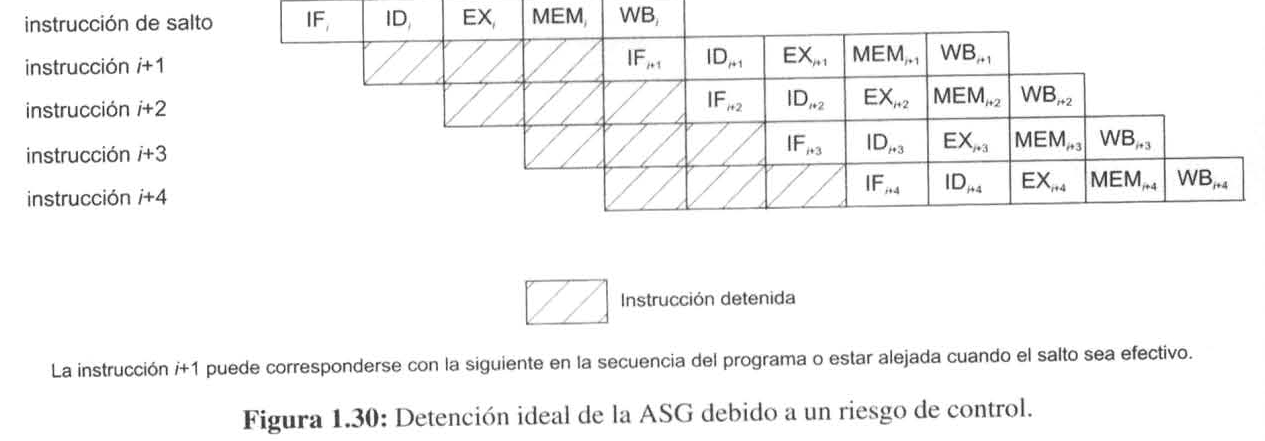 instrucción de salto IFᵢ IDᵢ EXᵢ MEMᵢ WBᵢ
instrucción i+1 IFᵢ₊₁ IDᵢ₊₁ EXᵢ₊₁ MEMᵢ₊₁ WBᵢ₊₁
instrucción i+2 IFᵢ₊₂ IDᵢ₊₂ EXᵢ₊₂ MEMᵢ₊₂ WBᵢ₊₂
instrucción i+3 IFᵢ₊₃ IDᵢ₊₃ EXᵢ₊₃ MEMᵢ₊₃ WBᵢ₊₃
instrucción i+4 IFᵢ₊₄ IDᵢ₊₄ EXᵢ₊₄ MEMᵢ₊₄ WBᵢ₊₄
Instrucción detenida
La instrucción i+1 puede corresponderse con la siguiente en la secuencia del programa o estar alejada cuando el salto sea efectivo.
Figura 1.30: Detención ideal de la ASG debido a un riesgo de control.